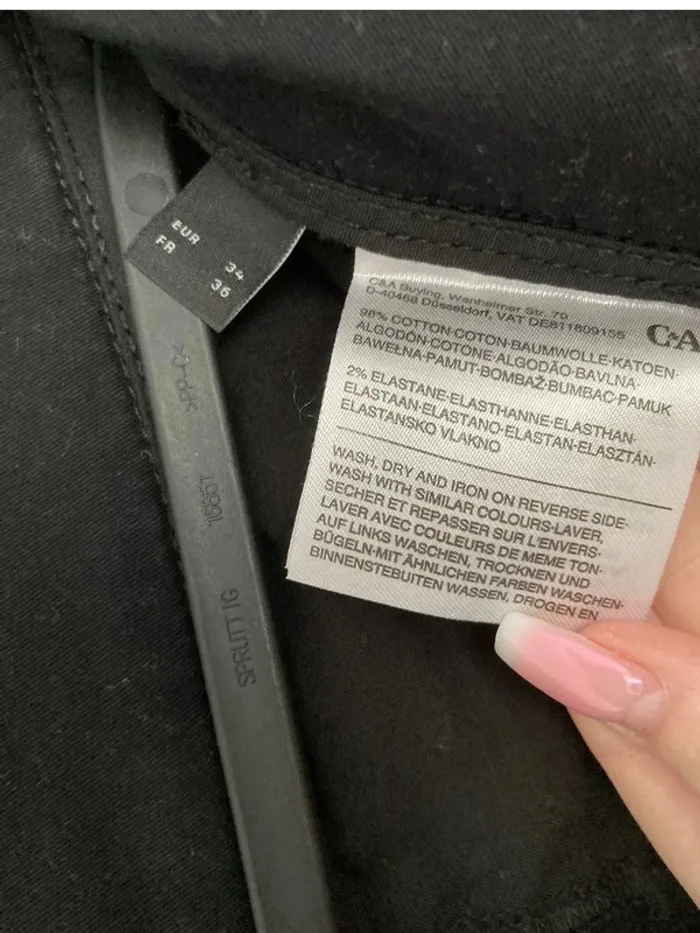 EUR 34
FR 36
C&A Buying, Wanheimer Str. 70
D-40468 Düsseldorf, VAT DE811809155
C&A
98% COTTON·COTON·BAUMWOLLE·KATOEN·
ALGODÓN·COTONE·ALGODÃO·BAVLNA·
BAWEŁNA·PAMUT·BOMBAŽ·BUMBAC·PAMUK
2% ELASTANE·ELASTHANNE·ELASTHAN·
ELASTAAN·ELASTANO·ELASTAN·ELASZTÁN·
ELASTANSKO VLAKNO
WASH, DRY AND IRON ON REVERSE SIDE·
WASH WITH SIMILAR COLOURS·LAVER,
SECHER ET REPASSER SUR L'ENVERS·
LAVER AVEC COULEURS DE MEME TON·
AUF LINKS WASCHEN, TROCKNEN UND
BÜGELN·MIT ÄHNLICHEN FARBEN WASCHEN·
BINNENSTEBUITEN WASSEN, DROGEN EN
16957
SPRUTTIG